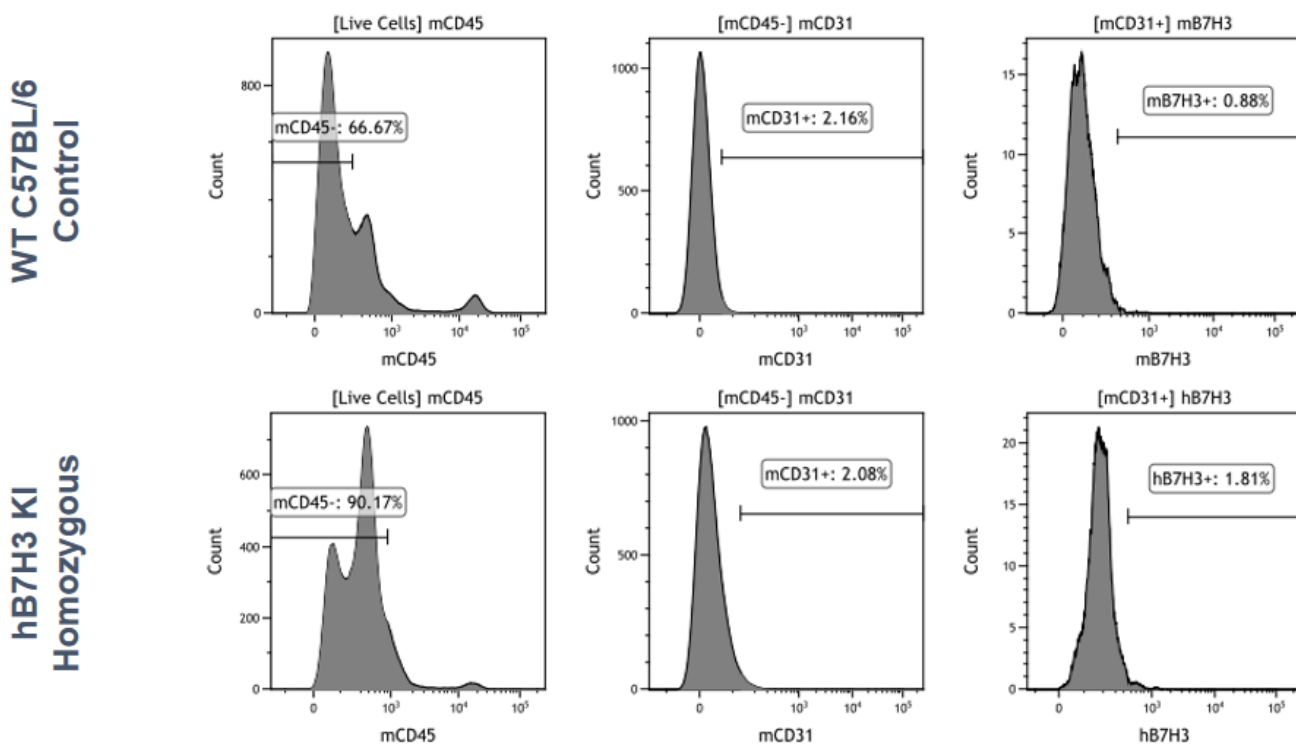 WT C57BL/6
Control
[Live Cells] mCD45
800
0
Count
mCD45-: 66.67%
0
10³
10⁴
10⁵
mCD45
[mCD45-] mCD31
1000
500
0
Count
mCD31+: 2.16%
0
10³
10⁴
10⁵
mCD31
[mCD31+] mB7H3
15
10
5
0
Count
mB7H3+: 0.88%
0
10³
10⁴
10⁵
mB7H3
hB7H3 KI
Homozygous
[Live Cells] mCD45
600
400
200
0
Count
mCD45-: 90.17%
0
10³
10⁴
10⁵
mCD45
[mCD45-] mCD31
1000
500
0
Count
mCD31+: 2.08%
0
10³
10⁴
10⁵
mCD31
[mCD31+] hB7H3
20
15
10
5
0
Count
hB7H3+: 1.81%
0
10³
10⁴
10⁵
hB7H3